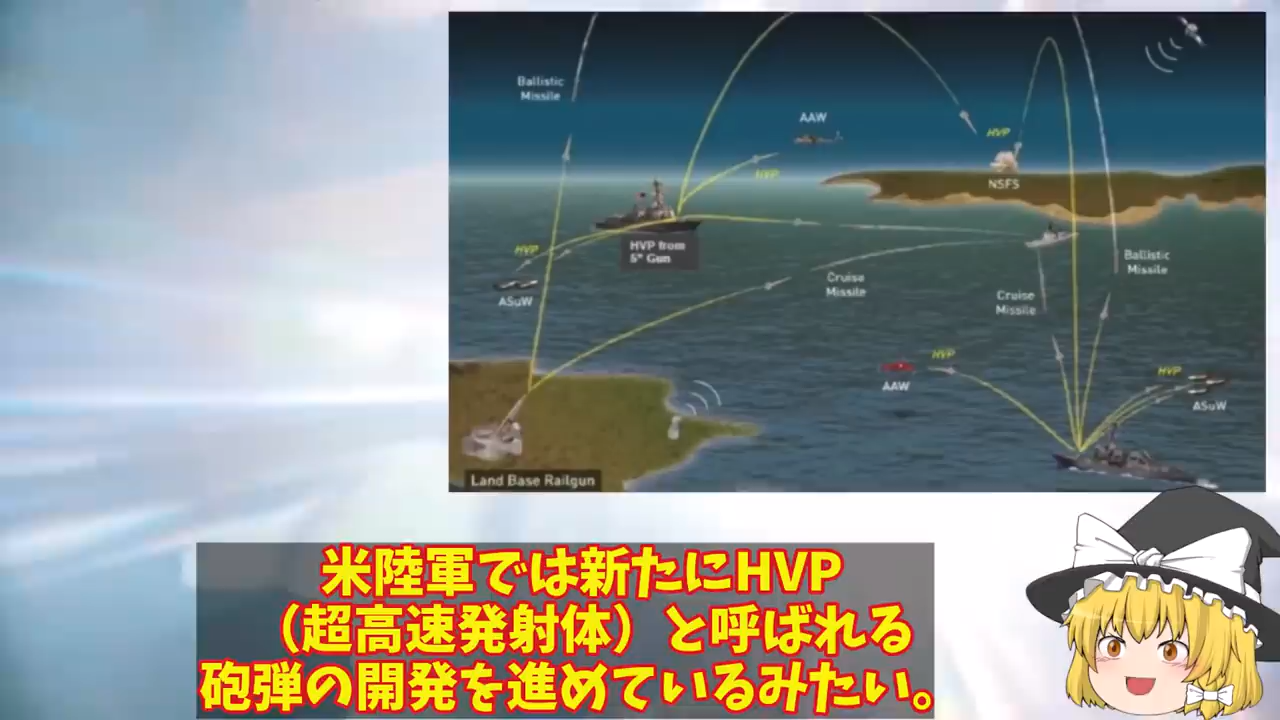 Ballistic
Missile
AAW
HVP
HVP
NSFS
HVP from
5" Gun
HVP
ASuW
Cruise
Missile
Ballistic
Missile
Cruise
Missile
HVP
AAW
HVP
ASuW
Land Base Railgun
米陸軍では新たにHVP
（超高速発射体）と呼ばれる
砲弾の開発を進めているみたい。